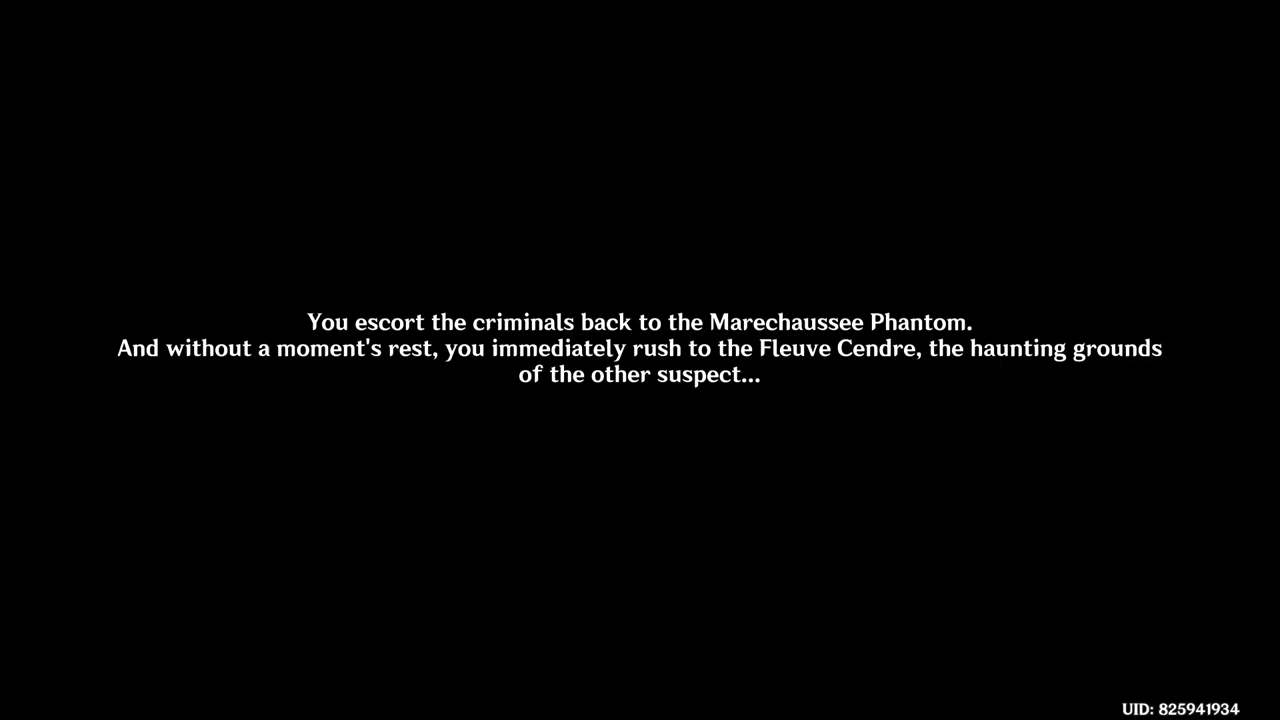 You escort the criminals back to the Marechaussee Phantom.
And without a moment's rest, you immediately rush to the Fleuve Cendre, the haunting grounds
of the other suspect...
UID: 825941934